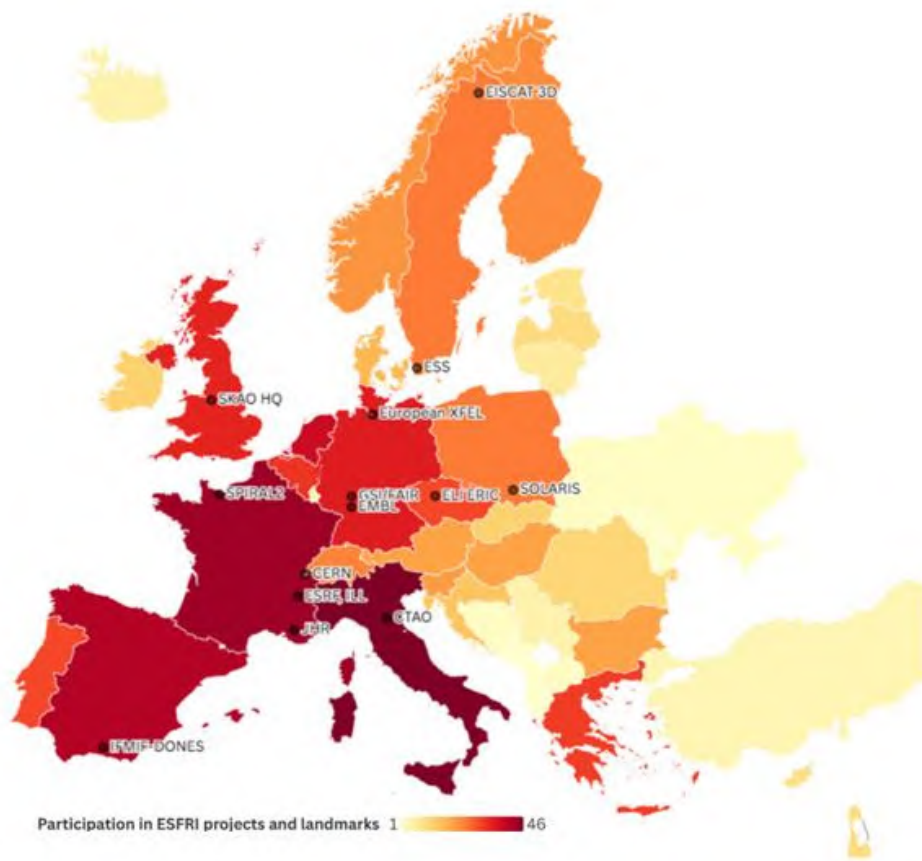 EISCAT 3D
ESS
SKAO HQ
European XFEL
SPIRAL2
GSI/FAIR
ELI ERIC
SOLARIS
EMBL
CERN
ESRF, ILL
CTAO
JHR
IFMIF-DONES
Participation in ESFRI projects and landmarks 1 46